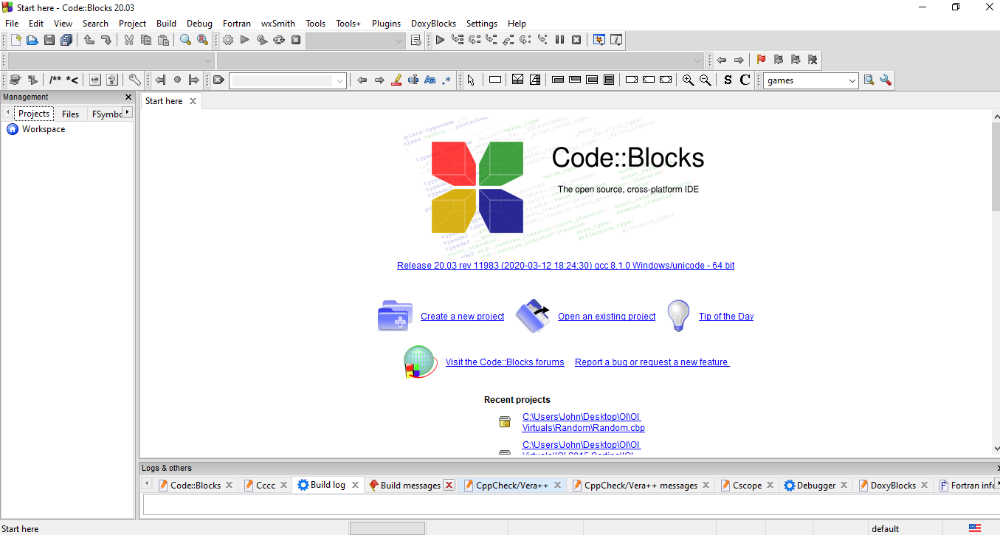 Start here - Code::Blocks 20.03
File Edit View Search Project Build Debug Fortran wxSmith Tools Tools+ Plugins DoxyBlocks Settings Help
/** *< Aa .* S C games
Management
Projects Files FSymbo
Workspace
Start here
Code::Blocks
The open source, cross-platform IDE
Release 20.03 rev 11983 (2020-03-12 18:24:30) gcc 8.1.0 Windows/unicode - 64 bit
Create a new project Open an existing project Tip of the Day
Visit the Code::Blocks forums Report a bug or request a new feature
Recent projects
C:\Users\John\Desktop\OI\OI
Virtuals\Random\Random.cbp
C:\Users\John\Desktop\OI\OI
Logs & others
Code::Blocks Cccc Build log Build messages CppCheck/Vera++ CppCheck/Vera++ messages Cscope Debugger DoxyBlocks Fortran info
Start here default